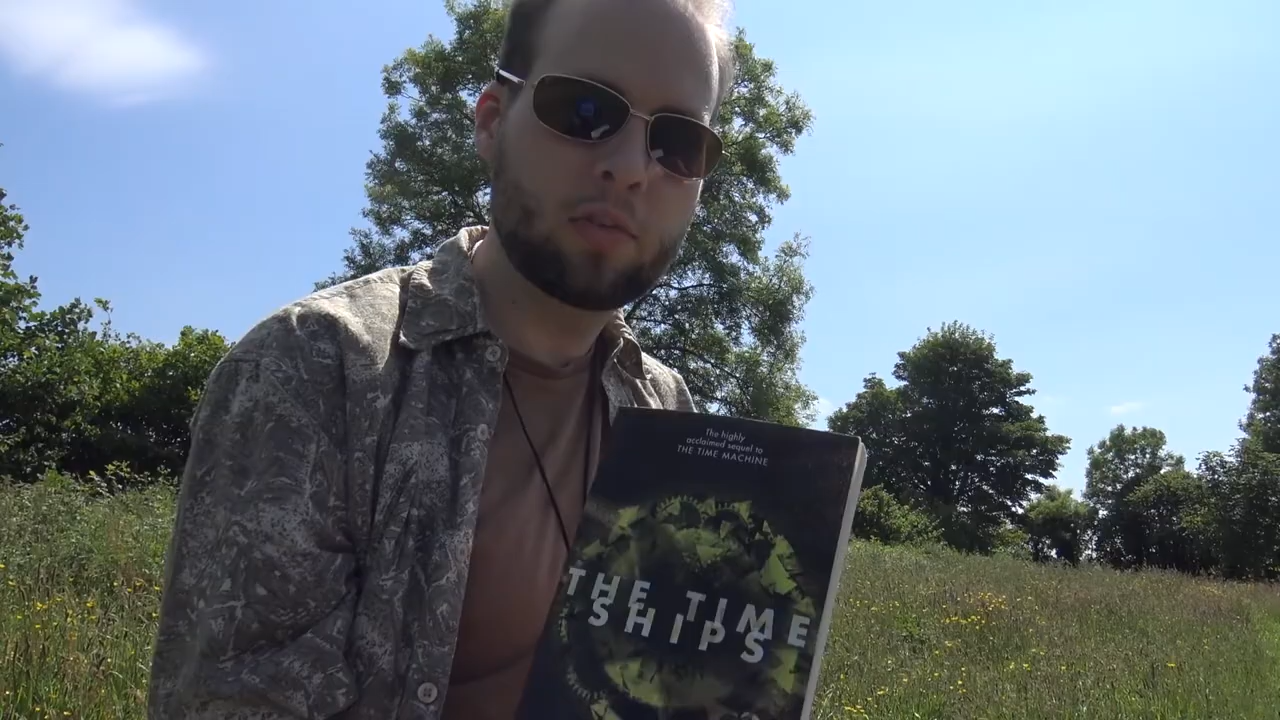 The highly
acclaimed sequel to
THE TIME MACHINE
THE TIME
SHIPS